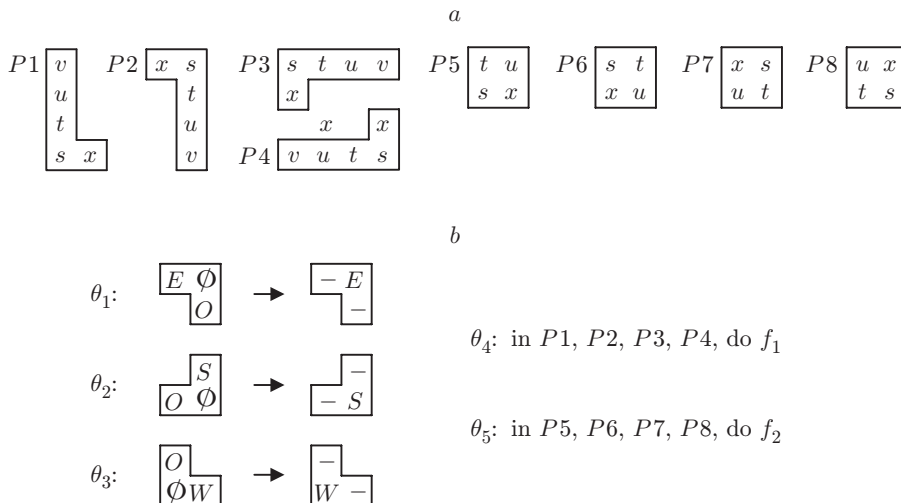 a
P1 v P2 x s P3 s t u v P5 t u P6 s t P7 x s P8 u x
u t x s x x u u t t s
t u x x
s x v P4 v u t s
b
θ1: E ϕ → − E
O −
θ4: in P1, P2, P3, P4, do f1
θ2: S → −
O ϕ − S
θ5: in P5, P6, P7, P8, do f2
θ3: O → −
ϕ W W −